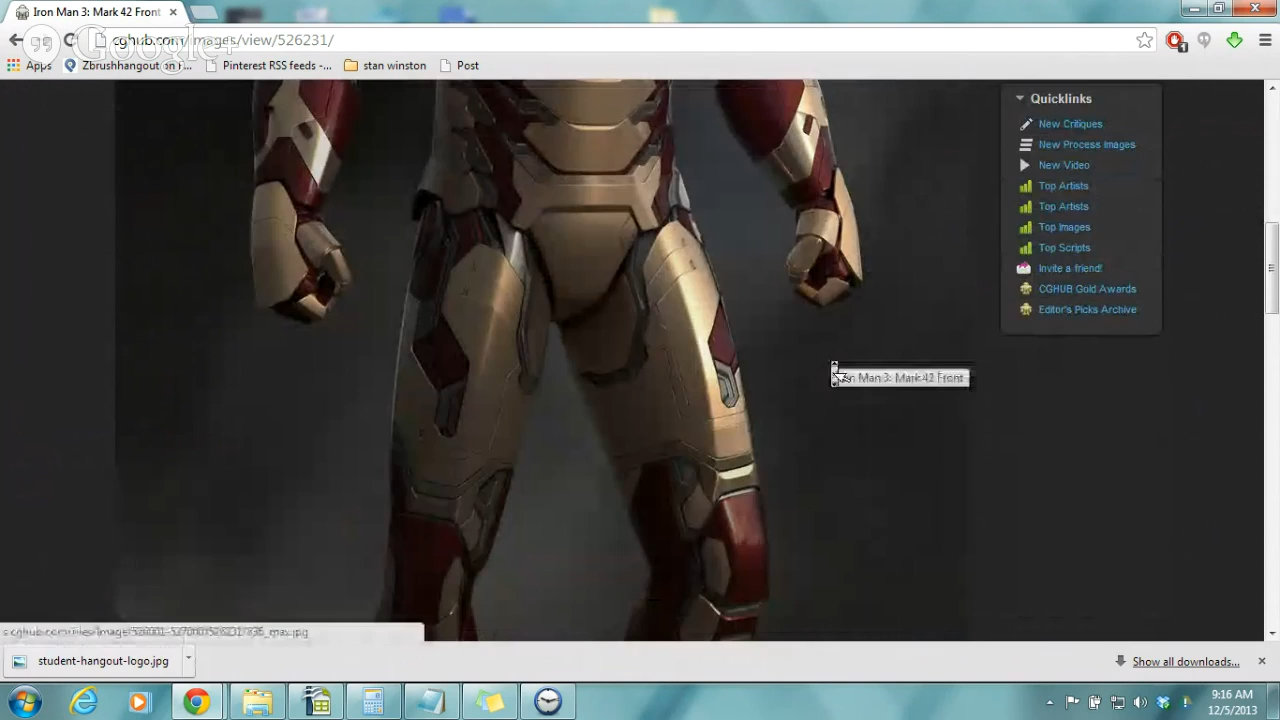 Iron Man 3: Mark 42 Front
Google+
cghub.com/images/view/526231/
1
Apps
Zbrushhangout on
Pinterest RSS feeds -...
stan winston
Post
Quicklinks
New Critiques
New Process Images
New Video
Top Artists
Top Artists
Top Images
Top Scripts
Invite a friend!
CGHUB Gold Awards
Editor's Picks Archive
Man 3: Mark 42 Front
student-hangout-logo.jpg
Show all downloads...
9:16 AM
12/5/2013